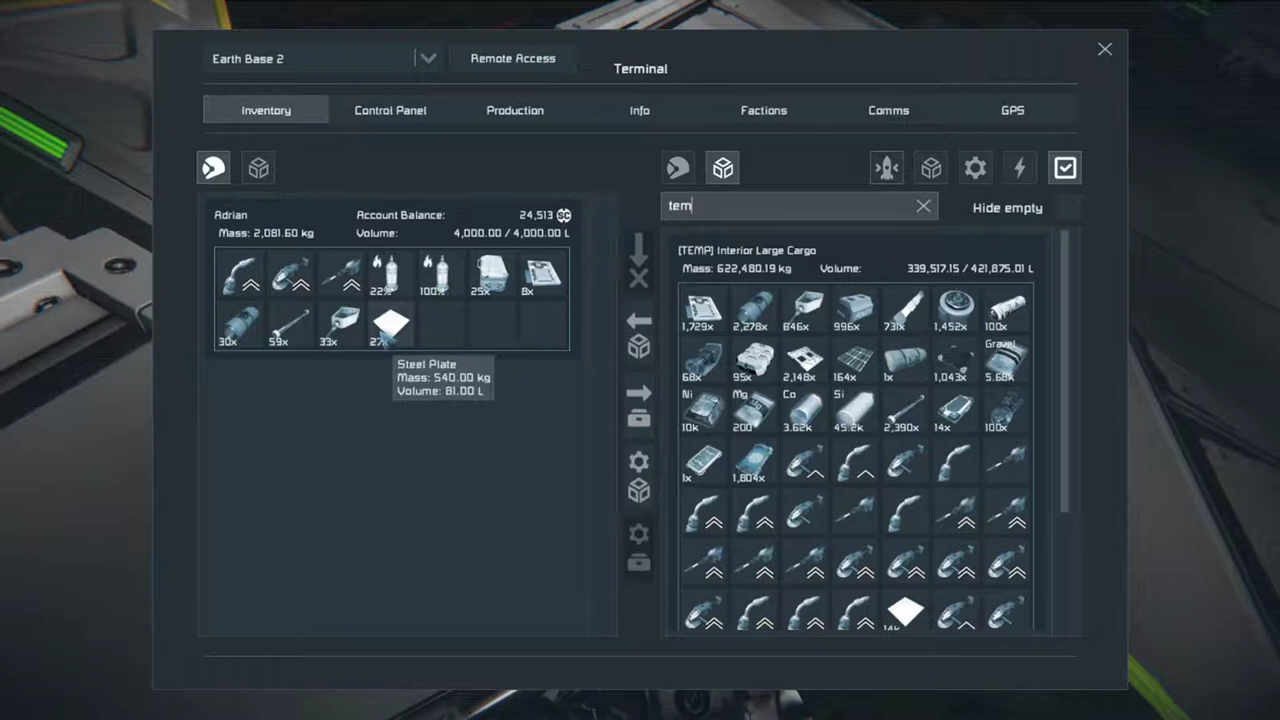 Earth Base 2
Remote Access
Terminal
Inventory
Control Panel
Production
Info
Factions
Comms
GPS
tem
Hide empty
Adrian
Account Balance:
24,513 SC
Mass: 2,081.60 kg
Volume:
4,000.00 / 4,000.00 L
22%
100%
25x
8x
30x
59x
33x
Steel Plate
Mass: 540.00 kg
Volume: 81.00 L
[TEMP] Interior Large Cargo
Mass: 622,480.19 kg
Volume:
339,517.15 / 421,875.01 L
1,729x
2,278x
646x
996x
731x
1,452x
100x
Gravel
68x
95x
2,148x
164x
1x
1,043x
5.68k
Ni
Mg
Co
Si
10k
200
3.62k
45.2k
2,390x
14x
100x
1x
1,804x